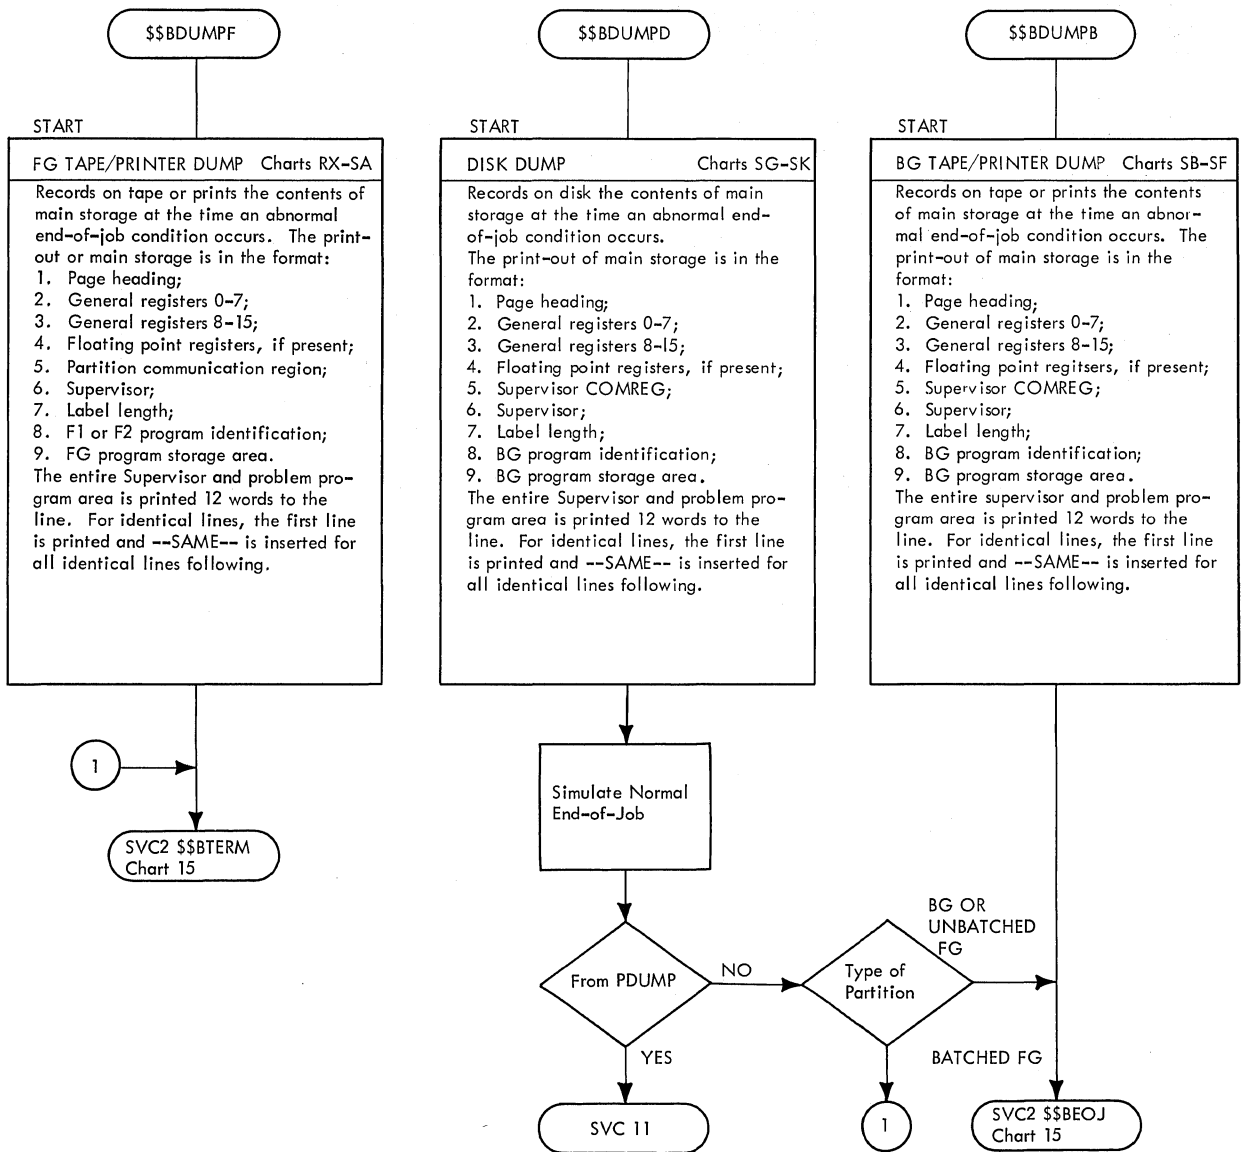 $$BDUMPF
START
FG TAPE/PRINTER DUMP Charts RX-SA
Records on tape or prints the contents of
main storage at the time an abnormal
end-of-job condition occurs. The print-
out or main storage is in the format:
1. Page heading;
2. General registers 0-7;
3. General registers 8-15;
4. Floating point registers, if present;
5. Partition communication region;
6. Supervisor;
7. Label length;
8. F1 or F2 program identification;
9. FG program storage area.
The entire Supervisor and problem pro-
gram area is printed 12 words to the
line. For identical lines, the first line
is printed and --SAME-- is inserted for
all identical lines following.
1
SVC2 $$BTERM
Chart 15
$$BDUMPD
START
DISK DUMP Charts SG-SK
Records on disk the contents of main
storage at the time an abnormal end-
of-job condition occurs.
The print-out of main storage is in the
format:
1. Page heading;
2. General registers 0-7;
3. General registers 8-15;
4. Floating point registers, if present;
5. Supervisor COMREG;
6. Supervisor;
7. Label length;
8. BG program identification;
9. BG program storage area.
The entire Supervisor and problem pro-
gram area is printed 12 words to the
line. For identical lines, the first line
is printed and --SAME-- is inserted for
all identical lines following.
Simulate Normal
End-of-Job
From PDUMP
NO
YES
SVC 11
Type of
Partition
BG OR
UNBATCHED
FG
BATCHED FG
1
$$BDUMPB
START
BG TAPE/PRINTER DUMP Charts SB-SF
Records on tape or prints the contents
of main storage at the time an abnor-
mal end-of-job condition occurs. The
print-out of main storage is in the
format:
1. Page heading;
2. General registers 0-7;
3. General registers 8-15;
4. Floating point regitsers, if present;
5. Supervisor COMREG;
6. Supervisor;
7. Label length;
8. BG program identification;
9. BG program storage area.
The entire supervisor and problem pro-
gram area is printed 12 words to the
line. For identical lines, the first line
is printed and --SAME-- is inserted for
all identical lines following.
SVC2 $$BEOJ
Chart 15